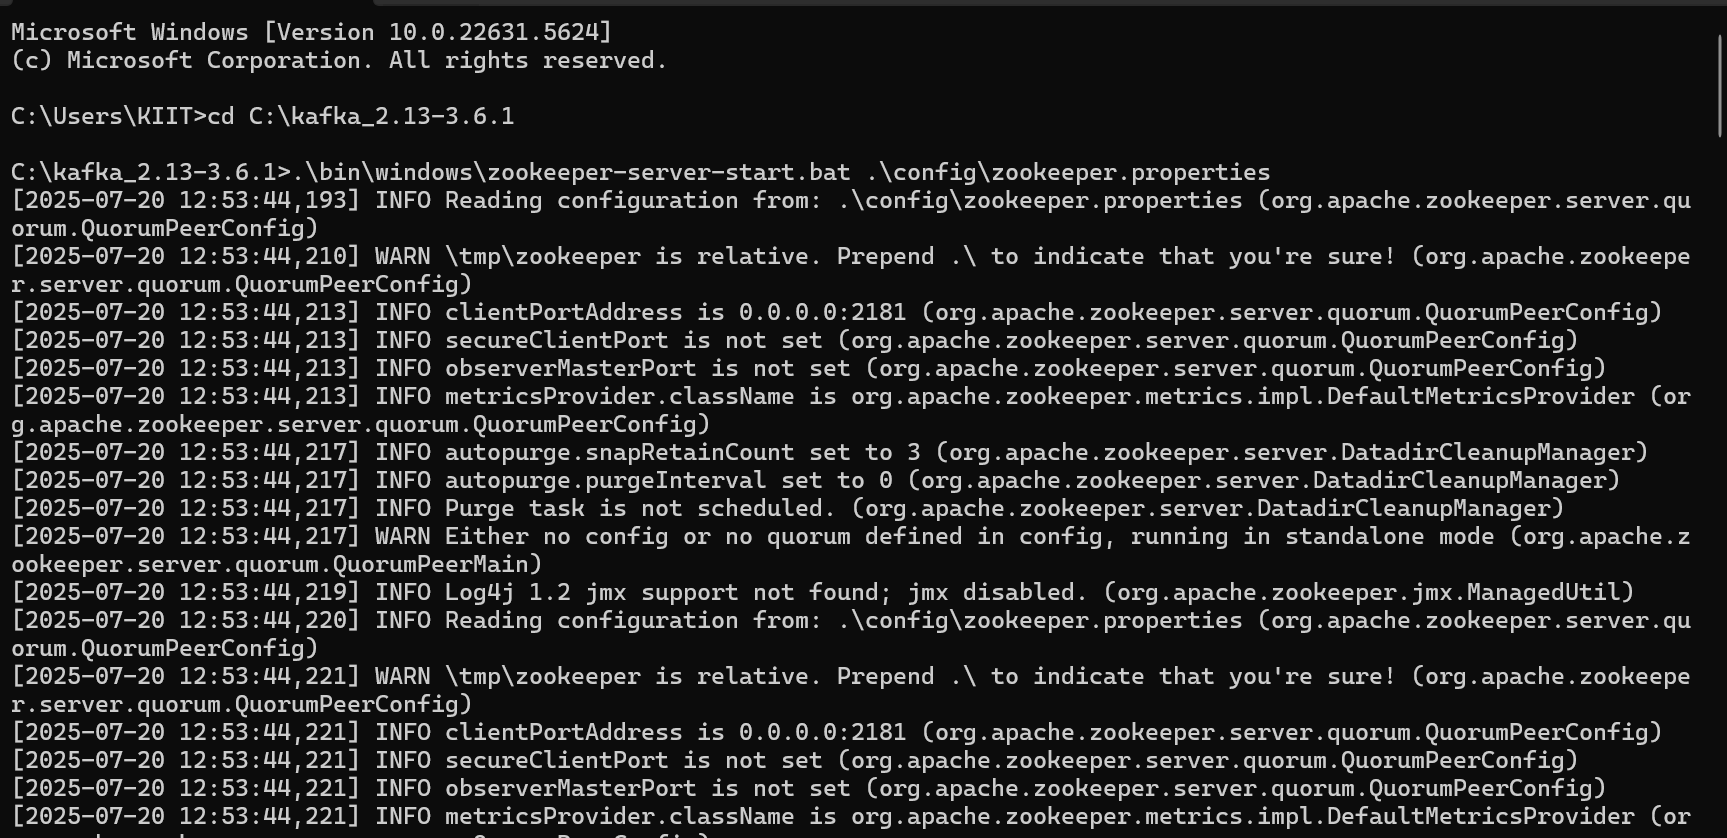 Microsoft Windows [Version 10.0.22631.5624]
(c) Microsoft Corporation. All rights reserved.
C:\Users\KIIT>cd C:\kafka_2.13-3.6.1
C:\kafka_2.13-3.6.1>.\bin\windows\zookeeper-server-start.bat .\config\zookeeper.properties
[2025-07-20 12:53:44,193] INFO Reading configuration from: .\config\zookeeper.properties (org.apache.zookeeper.server.qu
orum.QuorumPeerConfig)
[2025-07-20 12:53:44,210] WARN \tmp\zookeeper is relative. Prepend .\ to indicate that you're sure! (org.apache.zookeepe
r.server.quorum.QuorumPeerConfig)
[2025-07-20 12:53:44,213] INFO clientPortAddress is 0.0.0.0:2181 (org.apache.zookeeper.server.quorum.QuorumPeerConfig)
[2025-07-20 12:53:44,213] INFO secureClientPort is not set (org.apache.zookeeper.server.quorum.QuorumPeerConfig)
[2025-07-20 12:53:44,213] INFO observerMasterPort is not set (org.apache.zookeeper.server.quorum.QuorumPeerConfig)
[2025-07-20 12:53:44,213] INFO metricsProvider.className is org.apache.zookeeper.metrics.impl.DefaultMetricsProvider (or
g.apache.zookeeper.server.quorum.QuorumPeerConfig)
[2025-07-20 12:53:44,217] INFO autopurge.snapRetainCount set to 3 (org.apache.zookeeper.server.DatadirCleanupManager)
[2025-07-20 12:53:44,217] INFO autopurge.purgeInterval set to 0 (org.apache.zookeeper.server.DatadirCleanupManager)
[2025-07-20 12:53:44,217] INFO Purge task is not scheduled. (org.apache.zookeeper.server.DatadirCleanupManager)
[2025-07-20 12:53:44,217] WARN Either no config or no quorum defined in config, running in standalone mode (org.apache.z
ookeeper.server.quorum.QuorumPeerMain)
[2025-07-20 12:53:44,219] INFO Log4j 1.2 jmx support not found; jmx disabled. (org.apache.zookeeper.jmx.ManagedUtil)
[2025-07-20 12:53:44,220] INFO Reading configuration from: .\config\zookeeper.properties (org.apache.zookeeper.server.qu
orum.QuorumPeerConfig)
[2025-07-20 12:53:44,221] WARN \tmp\zookeeper is relative. Prepend .\ to indicate that you're sure! (org.apache.zookeepe
r.server.quorum.QuorumPeerConfig)
[2025-07-20 12:53:44,221] INFO clientPortAddress is 0.0.0.0:2181 (org.apache.zookeeper.server.quorum.QuorumPeerConfig)
[2025-07-20 12:53:44,221] INFO secureClientPort is not set (org.apache.zookeeper.server.quorum.QuorumPeerConfig)
[2025-07-20 12:53:44,221] INFO observerMasterPort is not set (org.apache.zookeeper.server.quorum.QuorumPeerConfig)
[2025-07-20 12:53:44,221] INFO metricsProvider.className is org.apache.zookeeper.metrics.impl.DefaultMetricsProvider (or